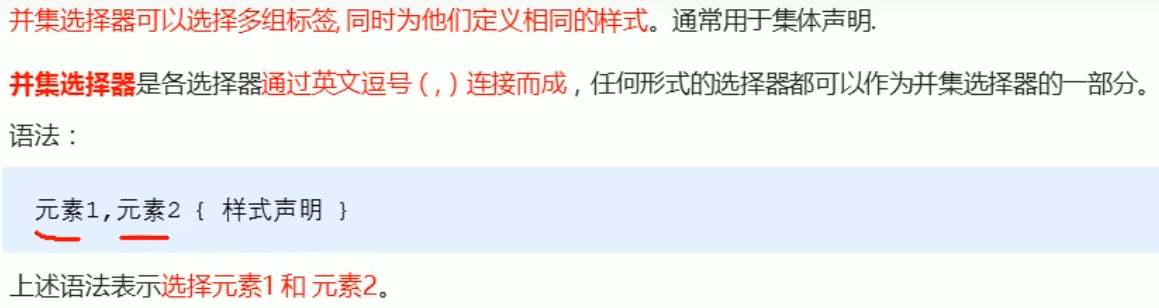 并集选择器可以选择多组标签, 同时为他们定义相同的样式。通常用于集体声明.
并集选择器是各选择器通过英文逗号（,）连接而成，任何形式的选择器都可以作为并集选择器的一部分。
语法：
元素1,元素2 { 样式声明 }
上述语法表示选择元素1 和 元素2。